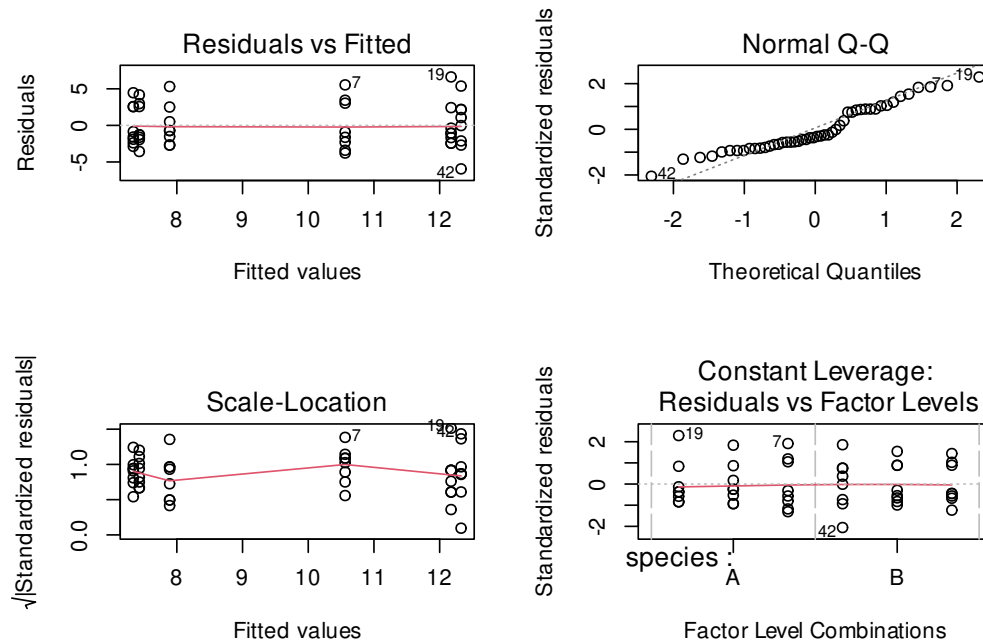 Residuals vs Fitted
Residuals
5
0
-5
19
7
42
8 9 10 11 12
Fitted values
Normal Q-Q
Standardized residuals
2
0
-2
7
19
42
-2 -1 0 1 2
Theoretical Quantiles
Scale-Location
√|Standardized residuals|
1.0
0.0
7
19
42
8 9 10 11 12
Fitted values
Constant Leverage:
Residuals vs Factor Levels
Standardized residuals
2
0
-2
19
7
42
species :
A B
Factor Level Combinations